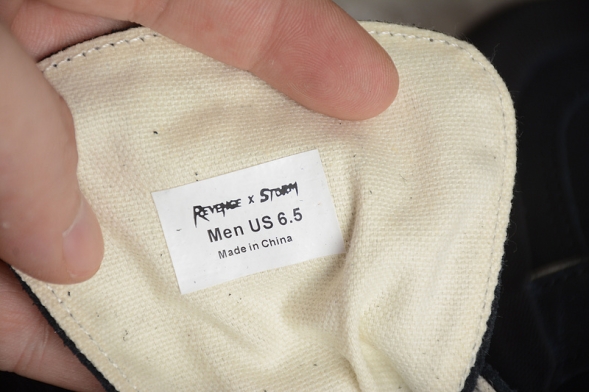 REVENGE x STORM
Men US 6.5
Made in China